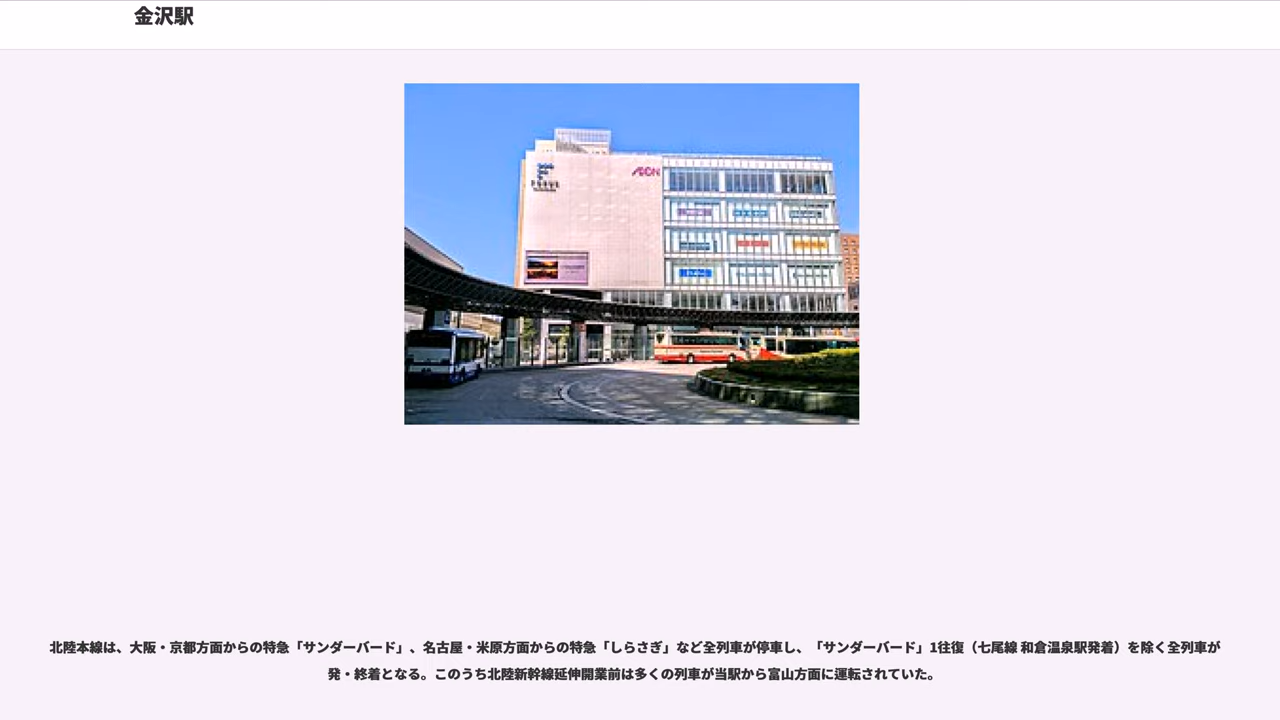 金沢駅
AEON
北陸本線は、大阪・京都方面からの特急「サンダーバード」、名古屋・米原方面からの特急「しらさぎ」など全列車が停車し、「サンダーバード」1往復（七尾線 和倉温泉駅発着）を除く全列車が
発・終着となる。このうち北陸新幹線延伸開業前は多くの列車が当駅から富山方面に運転されていた。